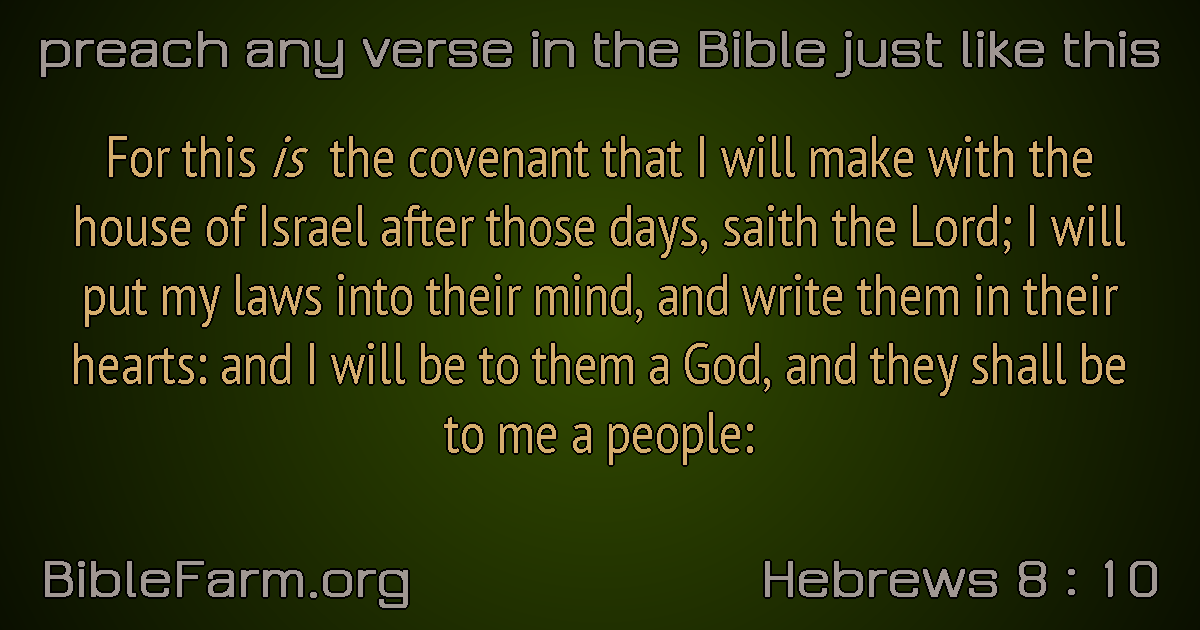 preach any verse in the Bible just like this
For this is the covenant that I will make with the
house of Israel after those days, saith the Lord; I will
put my laws into their mind, and write them in their
hearts: and I will be to them a God, and they shall be
to me a people:
BibleFarm.org
Hebrews 8 : 10